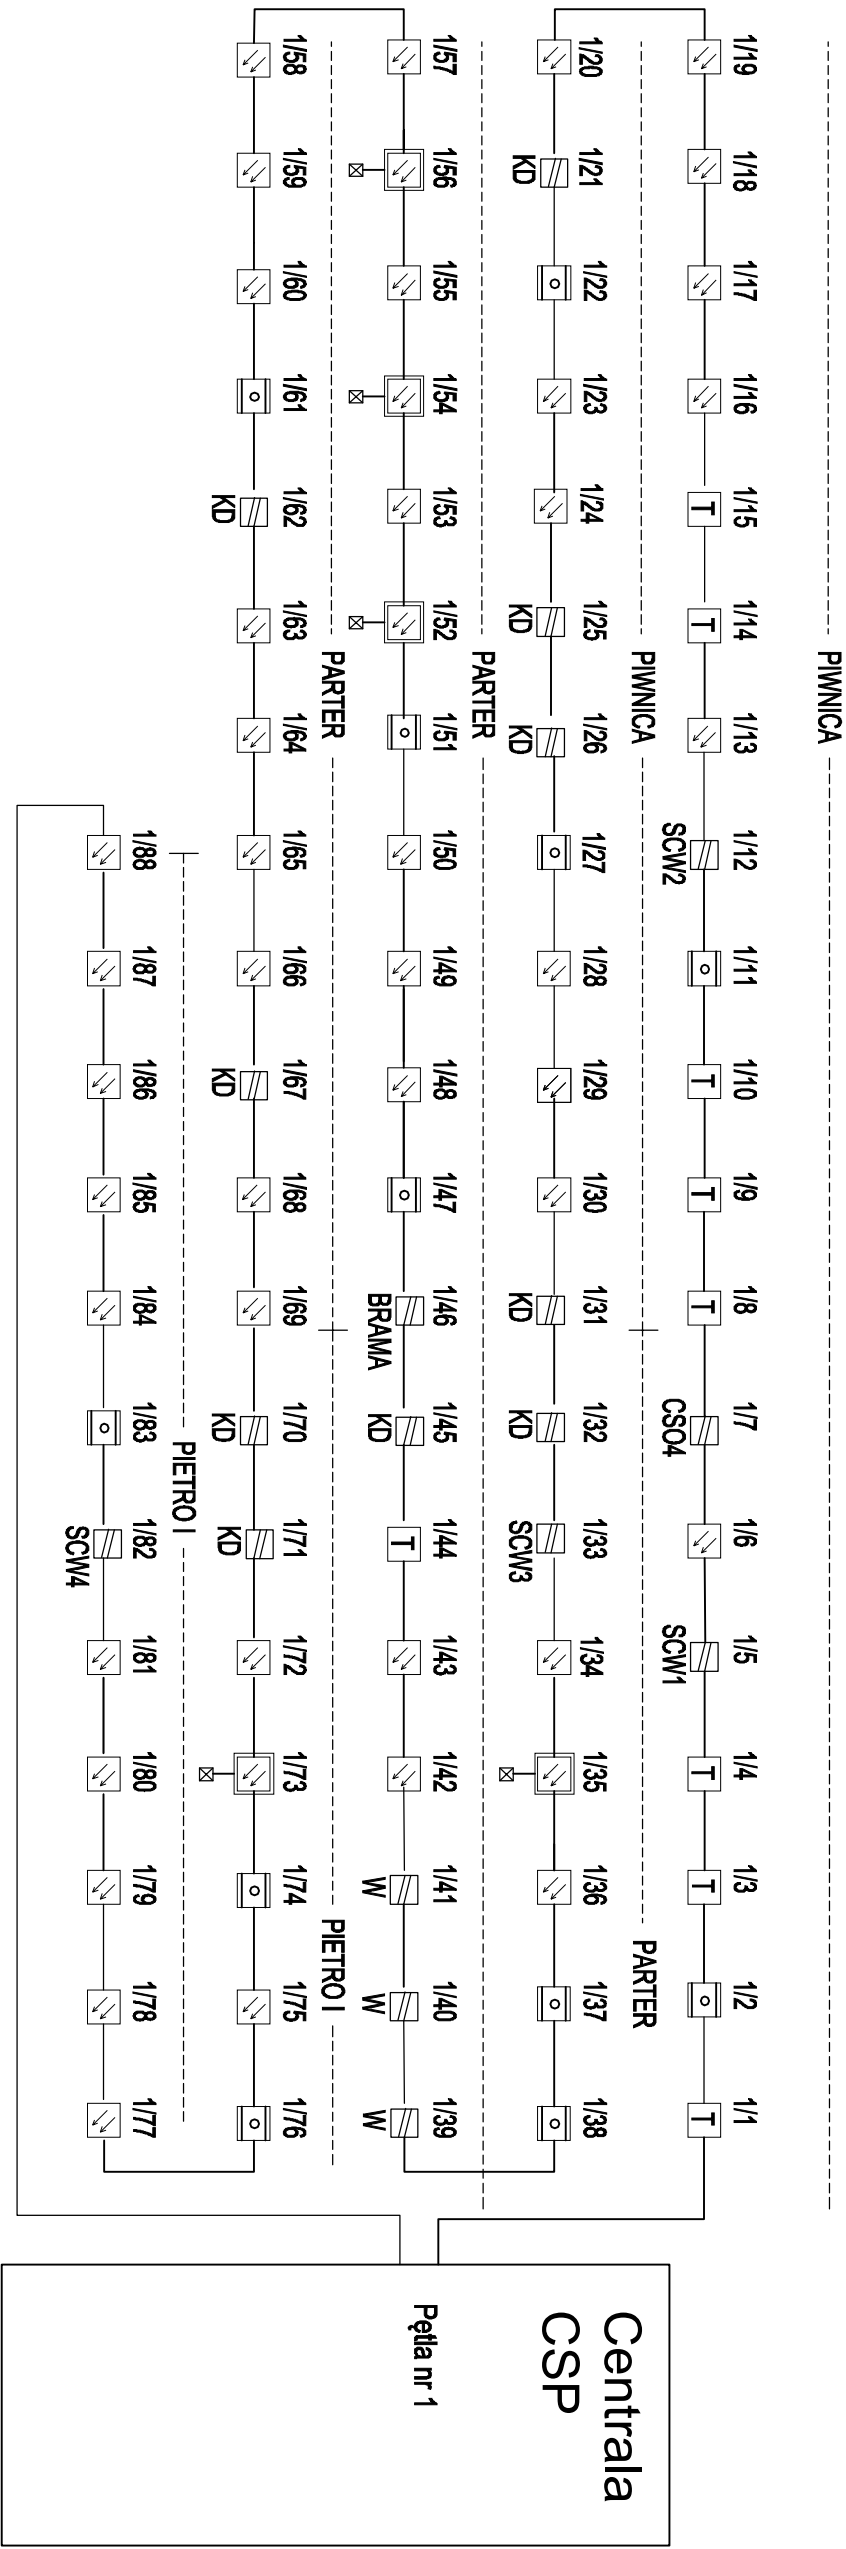 PIWNICA
1/19 1/18 1/17 1/16 1/15 1/14 1/13 1/12 1/11 1/10 1/9 1/8 1/7 1/6 1/5 1/4 1/3 1/2 1/1
SCW2 CSO4 SCW1
PIWNICA PARTER
1/20 1/21 1/22 1/23 1/24 1/25 1/26 1/27 1/28 1/29 1/30 1/31 1/32 1/33 1/34 1/35 1/36 1/37 1/38
KD KD KD KD KD SCW3
PARTER
1/57 1/56 1/55 1/54 1/53 1/52 1/51 1/50 1/49 1/48 1/47 1/46 1/45 1/44 1/43 1/42 1/41 1/40 1/39
BRAMA KD W W W
PARTER PIETRO I
1/58 1/59 1/60 1/61 1/62 1/63 1/64 1/65 1/66 1/67 1/68 1/69 1/70 1/71 1/72 1/73 1/74 1/75 1/76
KD KD KD KD
PIETRO I
1/88 1/87 1/86 1/85 1/84 1/83 1/82 1/81 1/80 1/79 1/78 1/77
SCW4
T T T T T T T T T
Centrala
CSP
Pętla nr 1